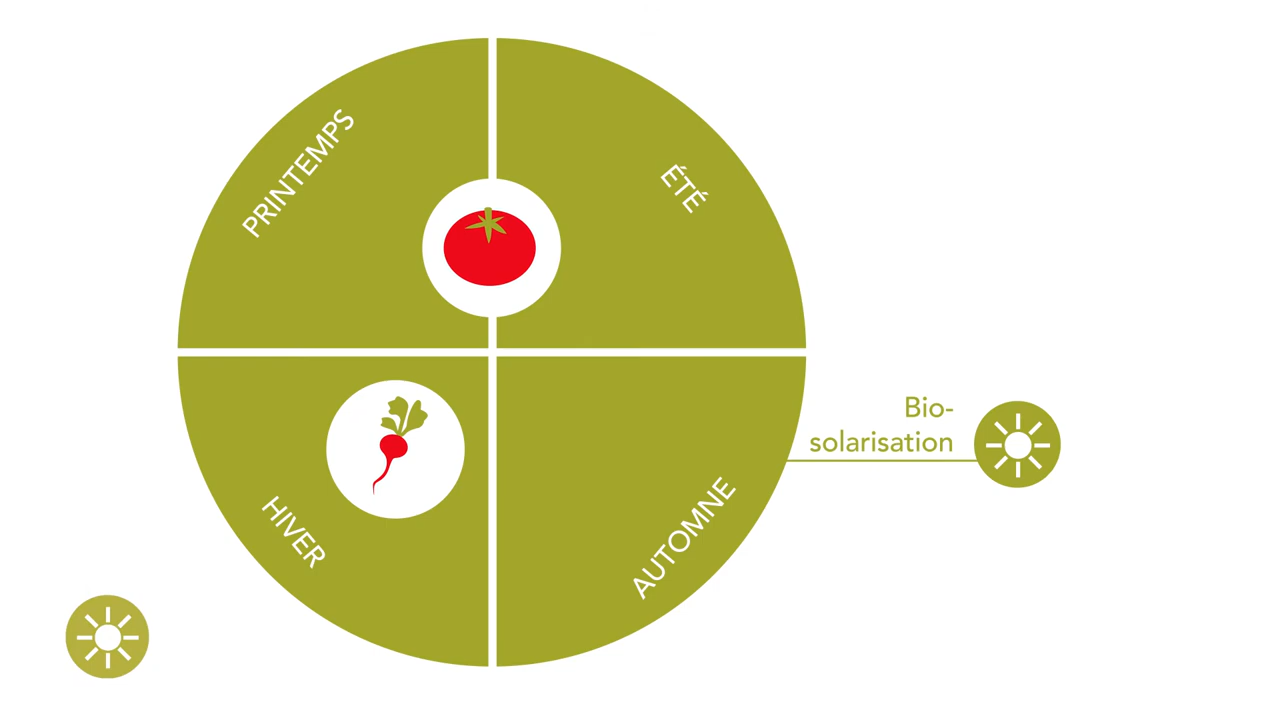 PRINTEMPS
ÉTÉ
Bio-
solarisation
HIVER
AUTOMNE